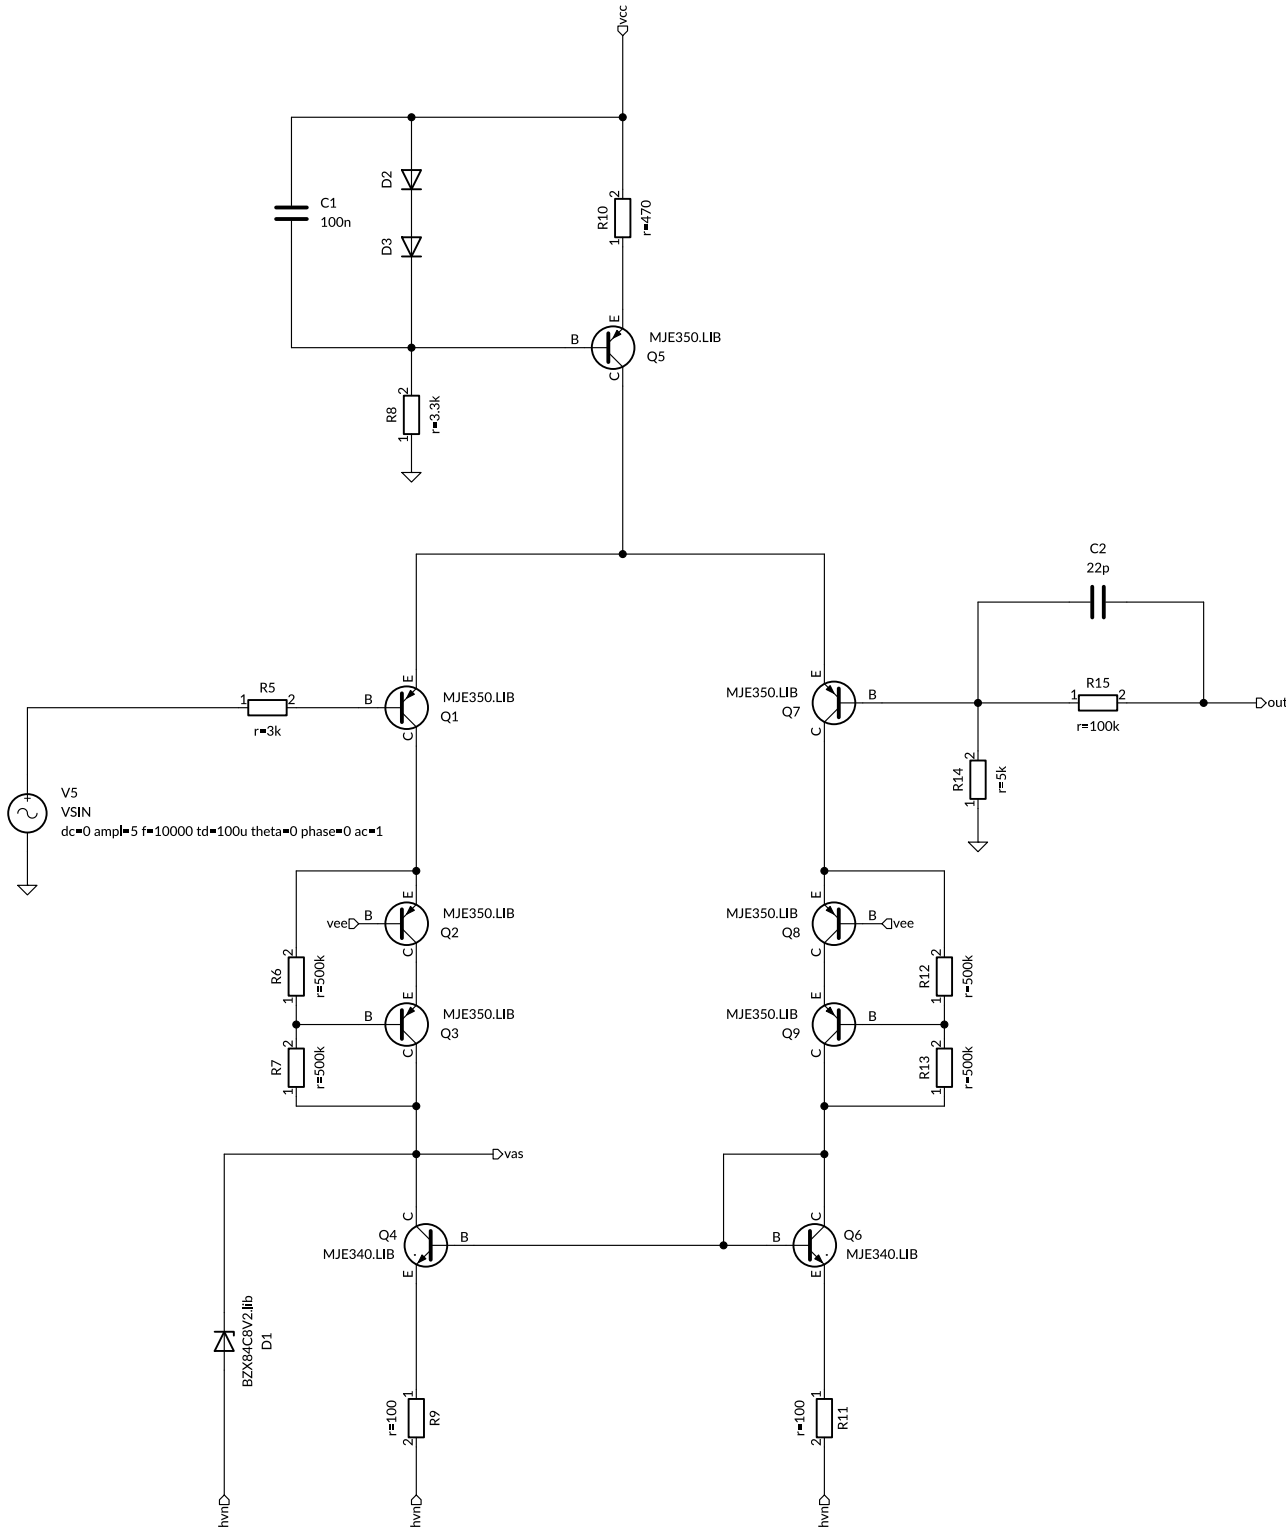 vcc
C1
100n
D2
D3
2
R10
r=470
1
E
B
MJE350.LIB
Q5
C
2
R8
r=3.3k
1
C2
22p
R5
1 2
r=3k
E
B
MJE350.LIB
Q1
C
E
MJE350.LIB
B
Q7
C
R15
1 2
r=100k
out
2
R14
r=5k
1
V5
VSIN
dc=0 ampl=5 f=10000 td=100u theta=0 phase=0 ac=1
E
vee
B
MJE350.LIB
Q2
C
E
MJE350.LIB
B
vee
Q8
C
2
R6
r=500k
1
2
R12
r=500k
1
E
B
MJE350.LIB
Q3
C
E
MJE350.LIB
B
Q9
C
2
R7
r=500k
1
2
R13
r=500k
1
vas
C
Q4
B
MJE340.LIB
E
C
Q6
B
MJE340.LIB
E
BZX84C8V2.lib
D1
1
r=100
R9
2
1
r=100
R11
2
hvn
hvn
hvn